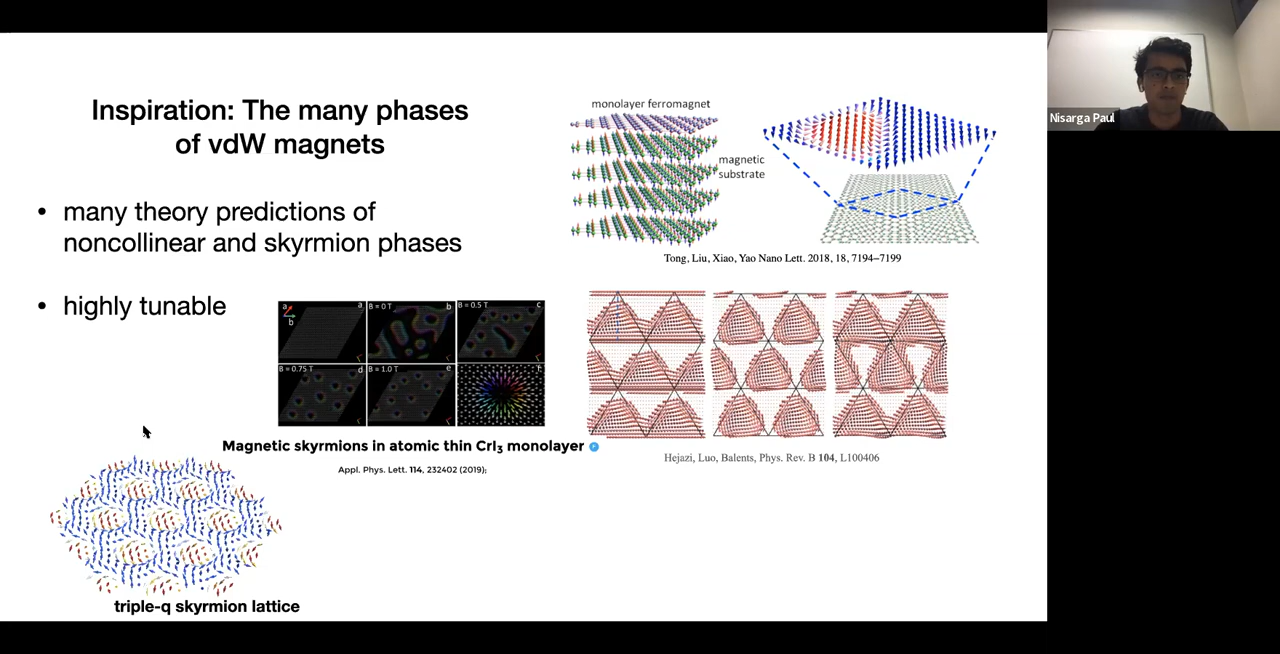 Inspiration: The many phases
of vdW magnets
• many theory predictions of
noncollinear and skyrmion phases
• highly tunable
monolayer ferromagnet
magnetic
substrate
Tong, Liu, Xiao, Yao Nano Lett. 2018, 18, 7194–7199
a
b
a
B = 0 T
b
B = 0.5 T
c
B = 0.75 T
d
B = 1.0 T
e
f
Magnetic skyrmions in atomic thin CrI₃ monolayer
Appl. Phys. Lett. 114, 232402 (2019);
Hejazi, Luo, Balents, Phys. Rev. B 104, L100406
triple-q skyrmion lattice
Nisarga Paul